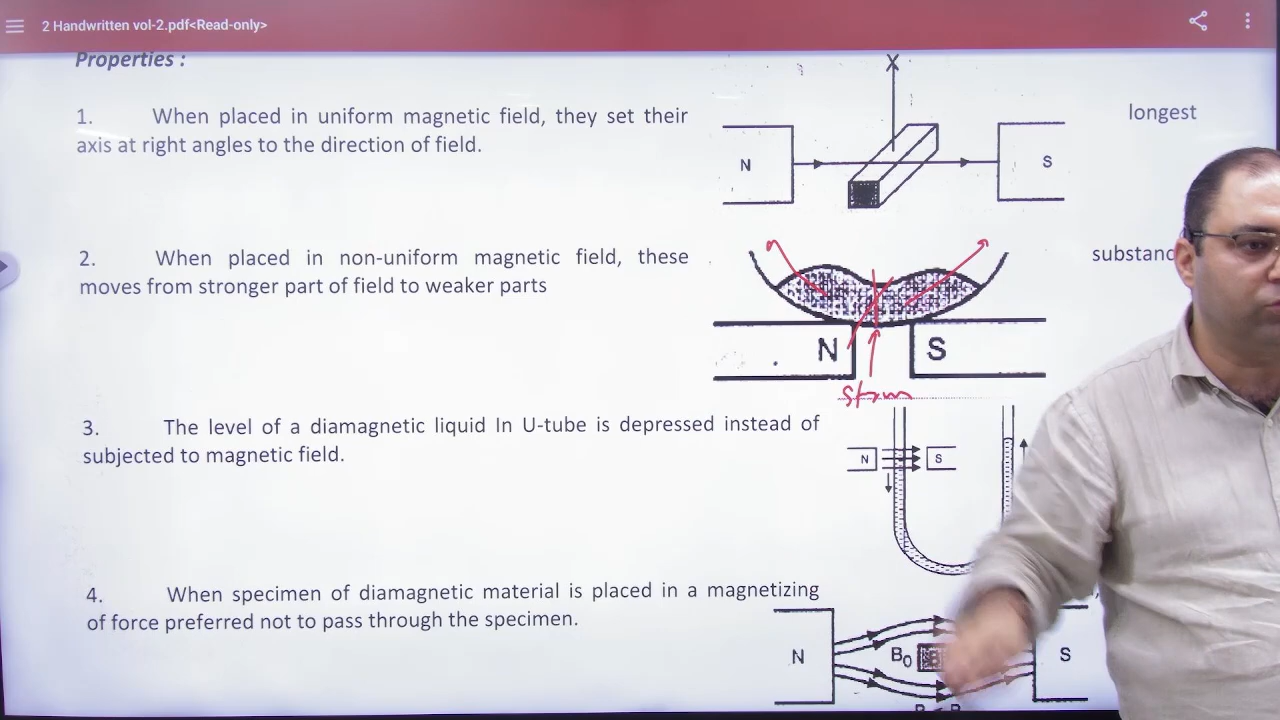 2 Handwritten vol-2.pdf<Read-only>
Properties :
1. When placed in uniform magnetic field, they set their longest
axis at right angles to the direction of field.
X
N S
2. When placed in non-uniform magnetic field, these
moves from stronger part of field to weaker parts
N S
3. The level of a diamagnetic liquid In U-tube is depressed instead of
subjected to magnetic field.
N S
4. When specimen of diamagnetic material is placed in a magnetizing
of force preferred not to pass through the specimen.
N B0 S